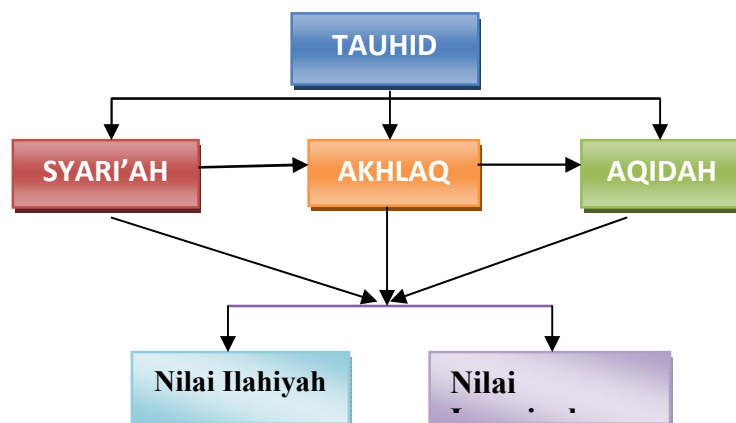 TAUHID
SYARI’AH
AKHLAQ
AQIDAH
Nilai Ilahiyah
Nilai